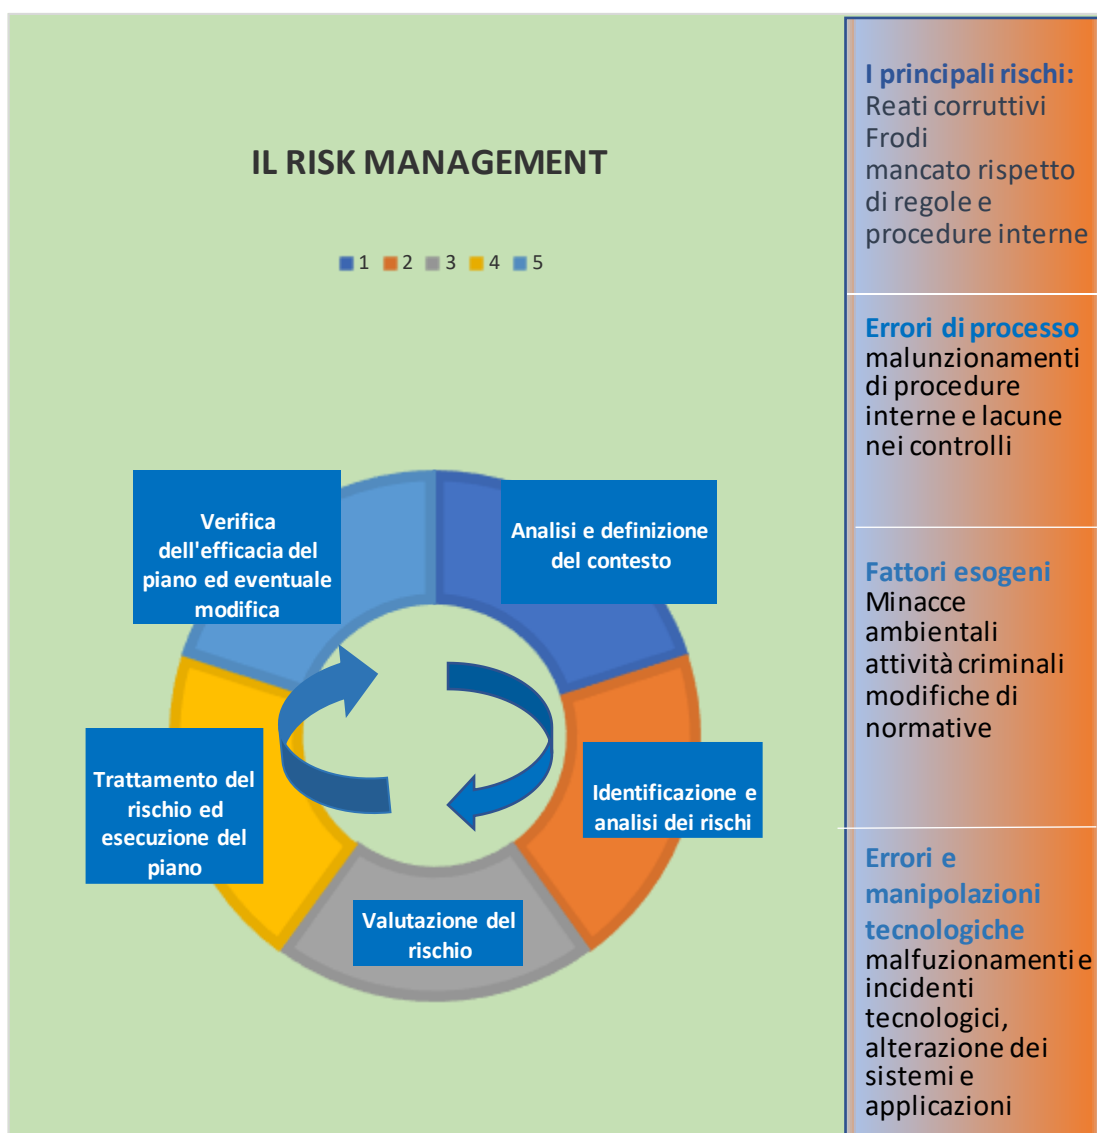 IL RISK MANAGEMENT
1 2 3 4 5
Verifica
dell'efficacia del
piano ed eventuale
modifica
Analisi e definizione
del contesto
Trattamento del
rischio ed
esecuzione del
piano
Identificazione e
analisi dei rischi
Valutazione del
rischio
I principali rischi:
Reati corruttivi
Frodi
mancato rispetto
di regole e
procedure interne
Errori di processo
malunzionamenti
di procedure
interne e lacune
nei controlli
Fattori esogeni
Minacce
ambientali
attività criminali
modifiche di
normative
Errori e
manipolazioni
tecnologiche
malfuzionamenti e
incidenti
tecnologici,
alterazione dei
sistemi e
applicazioni